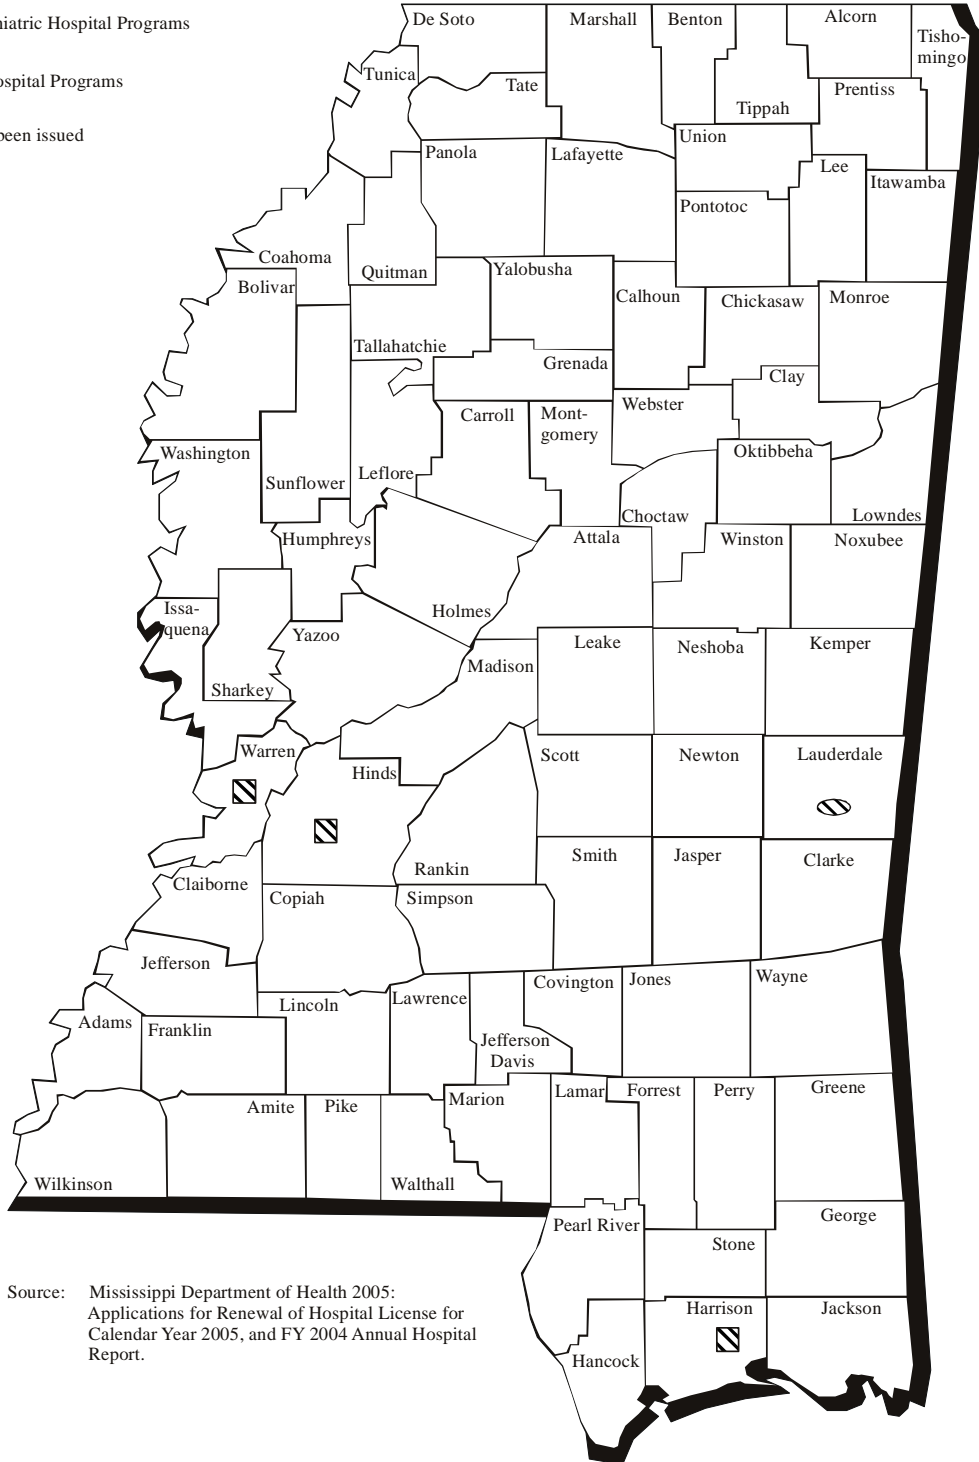 iatric Hospital Programs
ospital Programs
been issued
De Soto
Marshall
Benton
Alcorn
Tisho-
mingo
Tunica
Tate
Tippah
Prentiss
Union
Panola
Lafayette
Lee
Itawamba
Pontotoc
Coahoma
Quitman
Yalobusha
Bolivar
Calhoun
Chickasaw
Monroe
Tallahatchie
Grenada
Clay
Carroll
Mont-
gomery
Webster
Washington
Sunflower
Leflore
Oktibbeha
Choctaw
Lowndes
Humphreys
Attala
Winston
Noxubee
Issa-
quena
Holmes
Yazoo
Leake
Neshoba
Kemper
Madison
Sharkey
Warren
Hinds
Scott
Newton
Lauderdale
Rankin
Smith
Jasper
Clarke
Claiborne
Copiah
Simpson
Jefferson
Covington
Jones
Wayne
Lincoln
Lawrence
Adams
Franklin
Jefferson
Davis
Amite
Pike
Marion
Lamar
Forrest
Perry
Greene
Wilkinson
Walthall
Pearl River
George
Stone
Source: Mississippi Department of Health 2005:
Applications for Renewal of Hospital License for
Calendar Year 2005, and FY 2004 Annual Hospital
Report.
Harrison
Jackson
Hancock